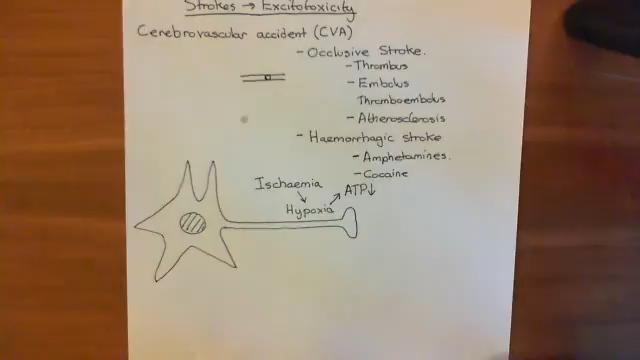 Strokes → Excitotoxicity
Cerebrovascular accident (CVA)
- Occlusive Stroke.
- Thrombus
- Embolus
Thromboembolus
- Atherosclerosis
- Haemorrhagic stroke
- Amphetamines.
- Cocaine
Ischaemia
ATP↓
Hypoxia